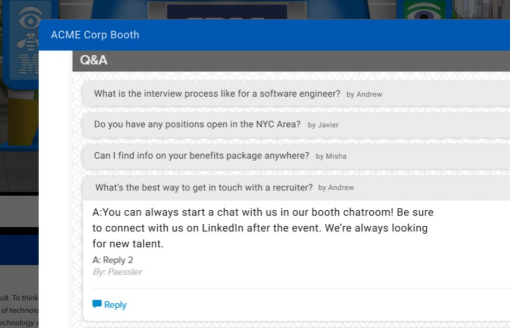 ACME Corp Booth
Q&A
What is the interview process like for a software engineer? by Andrew
Do you have any positions open in the NYC Area? by Javier
Can I find info on your benefits package anywhere? by Misha
What's the best way to get in touch with a recruiter? by Andrew
A:You can always start a chat with us in our booth chatroom! Be sure
to connect with us on LinkedIn after the event. We're always looking
for new talent.
A: Reply 2
By: Paessler
Reply
ult. To think
of technolo
echnology